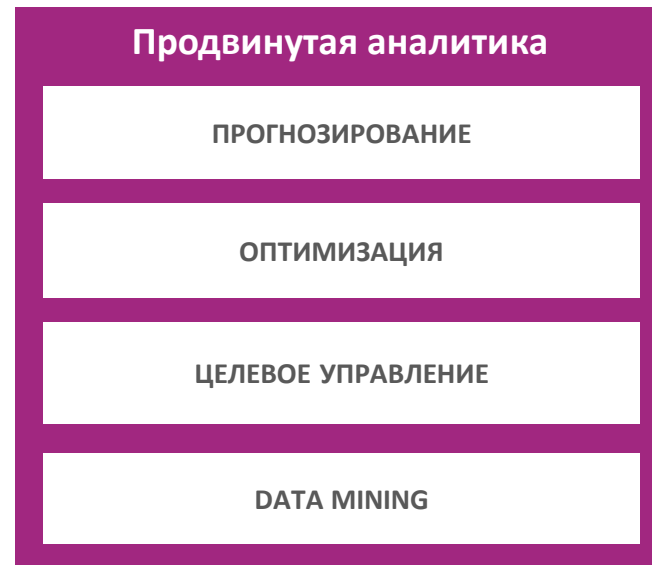 Продвинутая аналитика
ПРОГНОЗИРОВАНИЕ
ОПТИМИЗАЦИЯ
ЦЕЛЕВОЕ УПРАВЛЕНИЕ
DATA MINING